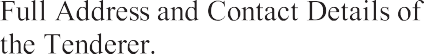 Full Address and Contact Details of
the Tenderer.